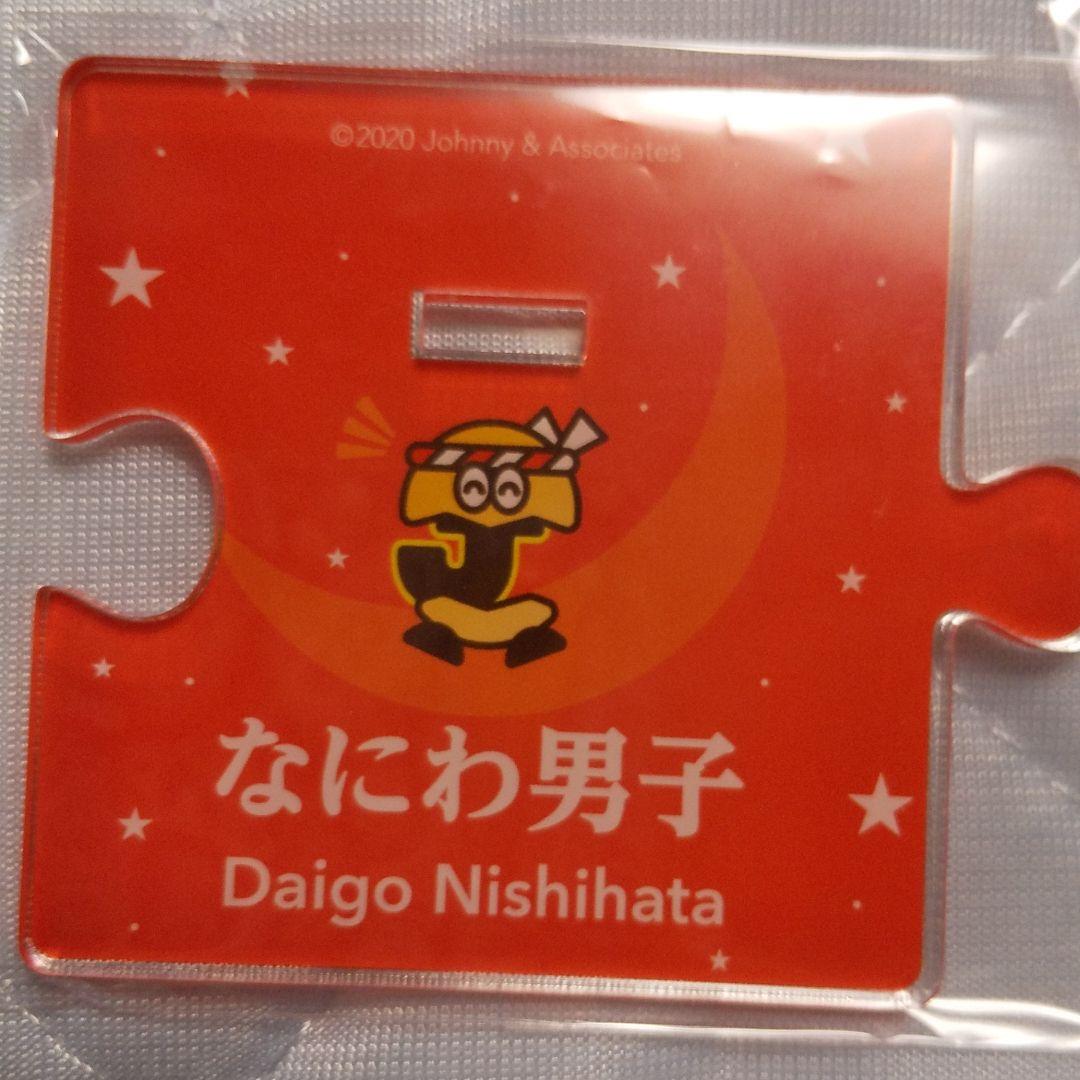 ©2020 Johnny & Associates
なにわ男子
Daigo Nishihata